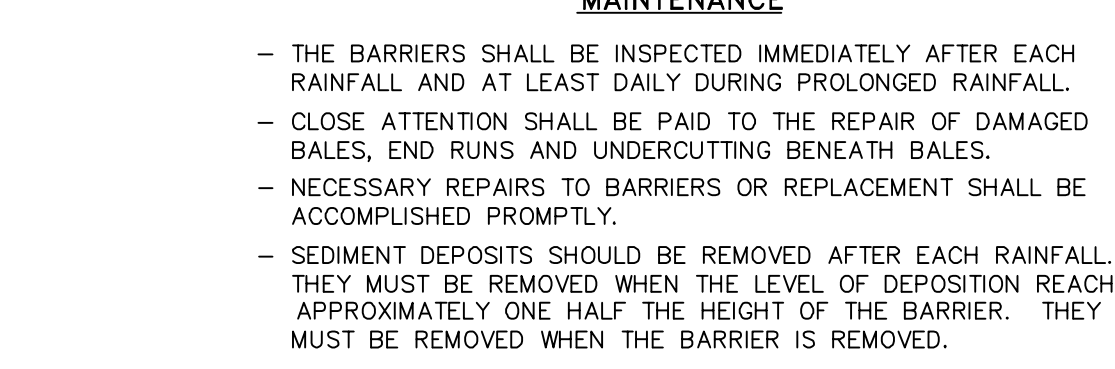 MAINTENANCE
– THE BARRIERS SHALL BE INSPECTED IMMEDIATELY AFTER EACH
RAINFALL AND AT LEAST DAILY DURING PROLONGED RAINFALL.
– CLOSE ATTENTION SHALL BE PAID TO THE REPAIR OF DAMAGED
BALES, END RUNS AND UNDERCUTTING BENEATH BALES.
– NECESSARY REPAIRS TO BARRIERS OR REPLACEMENT SHALL BE
ACCOMPLISHED PROMPTLY.
– SEDIMENT DEPOSITS SHOULD BE REMOVED AFTER EACH RAINFALL.
THEY MUST BE REMOVED WHEN THE LEVEL OF DEPOSITION REACH
APPROXIMATELY ONE HALF THE HEIGHT OF THE BARRIER. THEY
MUST BE REMOVED WHEN THE BARRIER IS REMOVED.